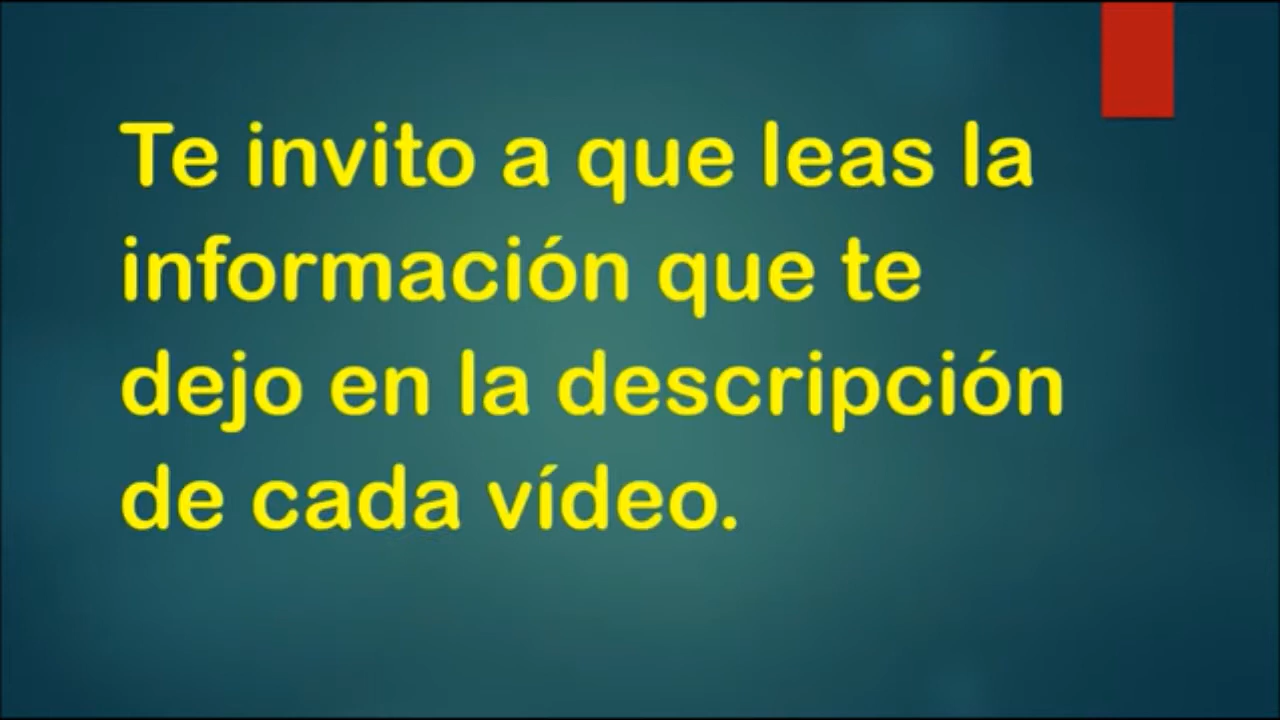 Te invito a que leas la
información que te
dejo en la descripción
de cada vídeo.